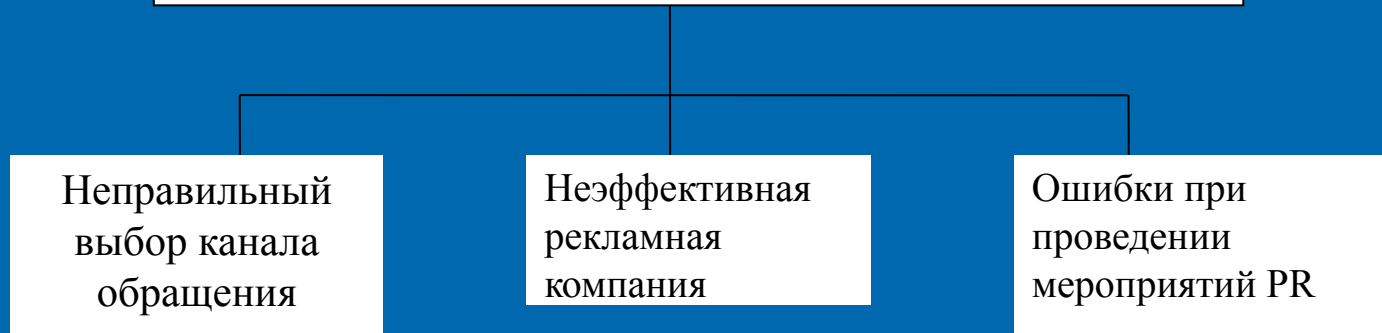 Неправильный
выбор канала
обращения
Неэффективная
рекламная
компания
Ошибки при
проведении
мероприятий PR